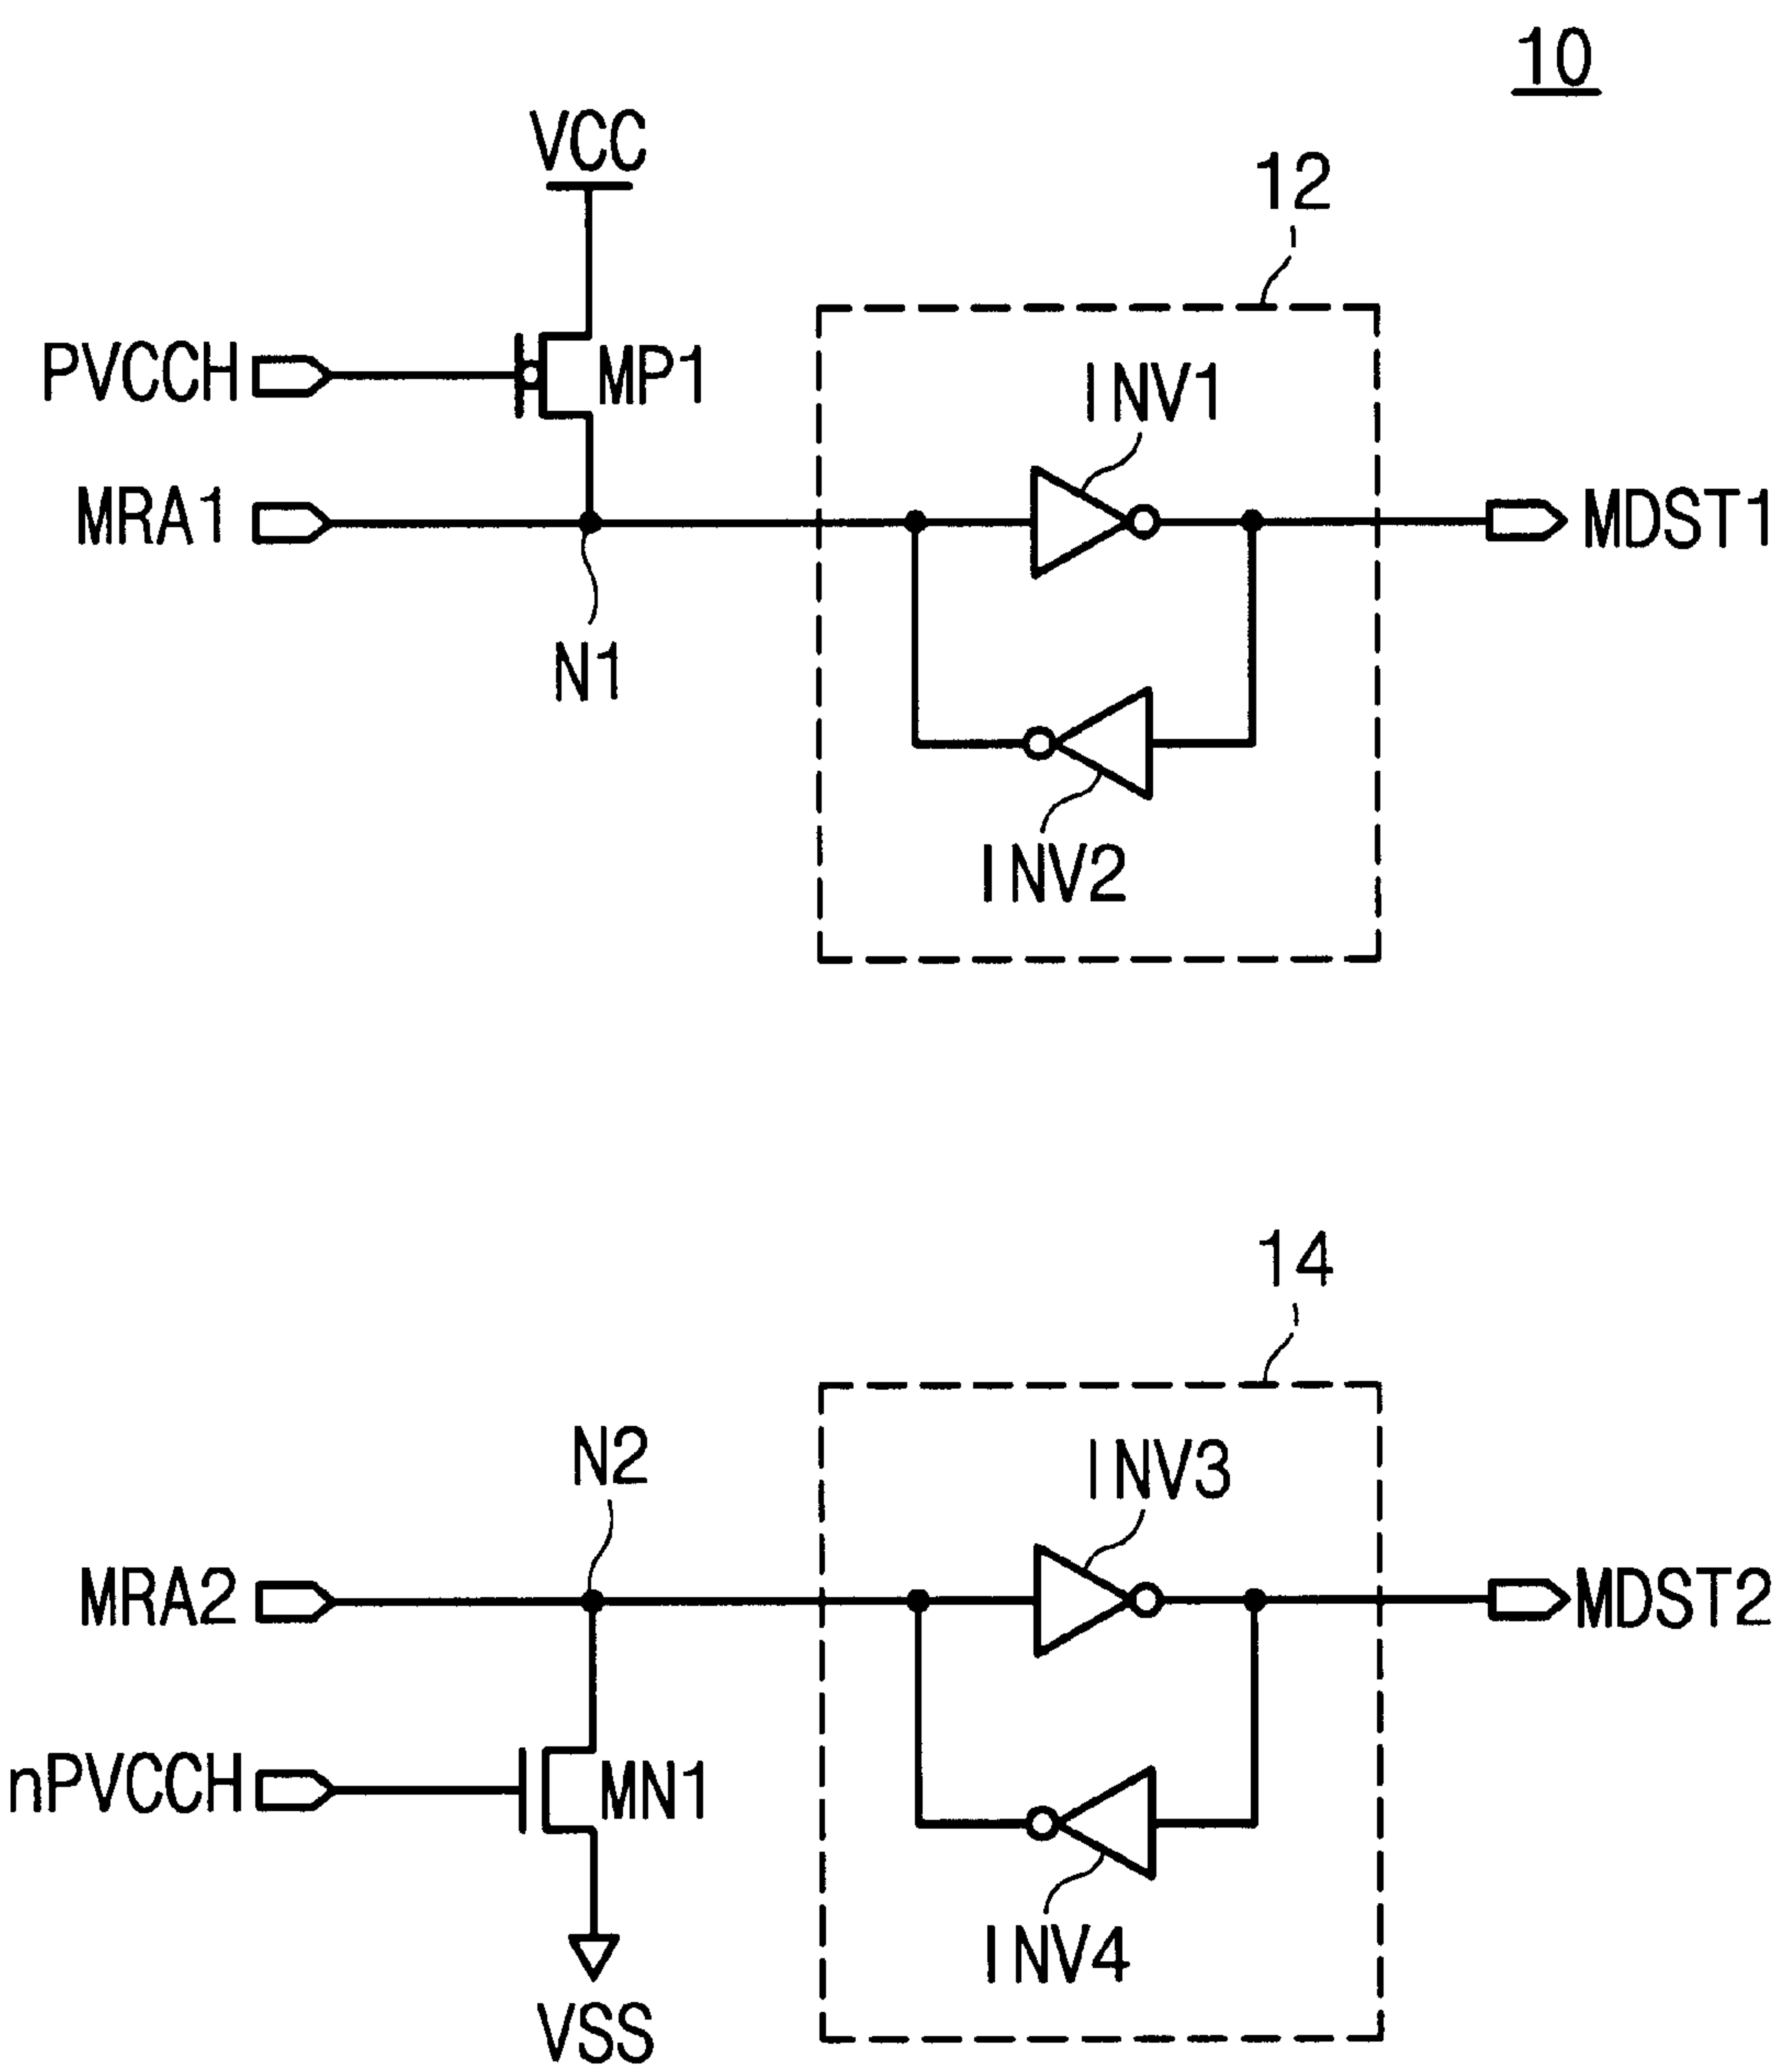 10
VCC
12
PVCCH
MP1
INV1
MRA1
MDST1
N1
INV2
14
N2
INV3
MRA2
MDST2
nPVCCH
MN1
INV4
VSS